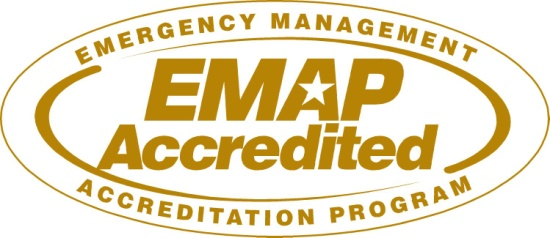 EMERGENCY MANAGEMENT
EMAP
Accredited
ACCREDITATION PROGRAM